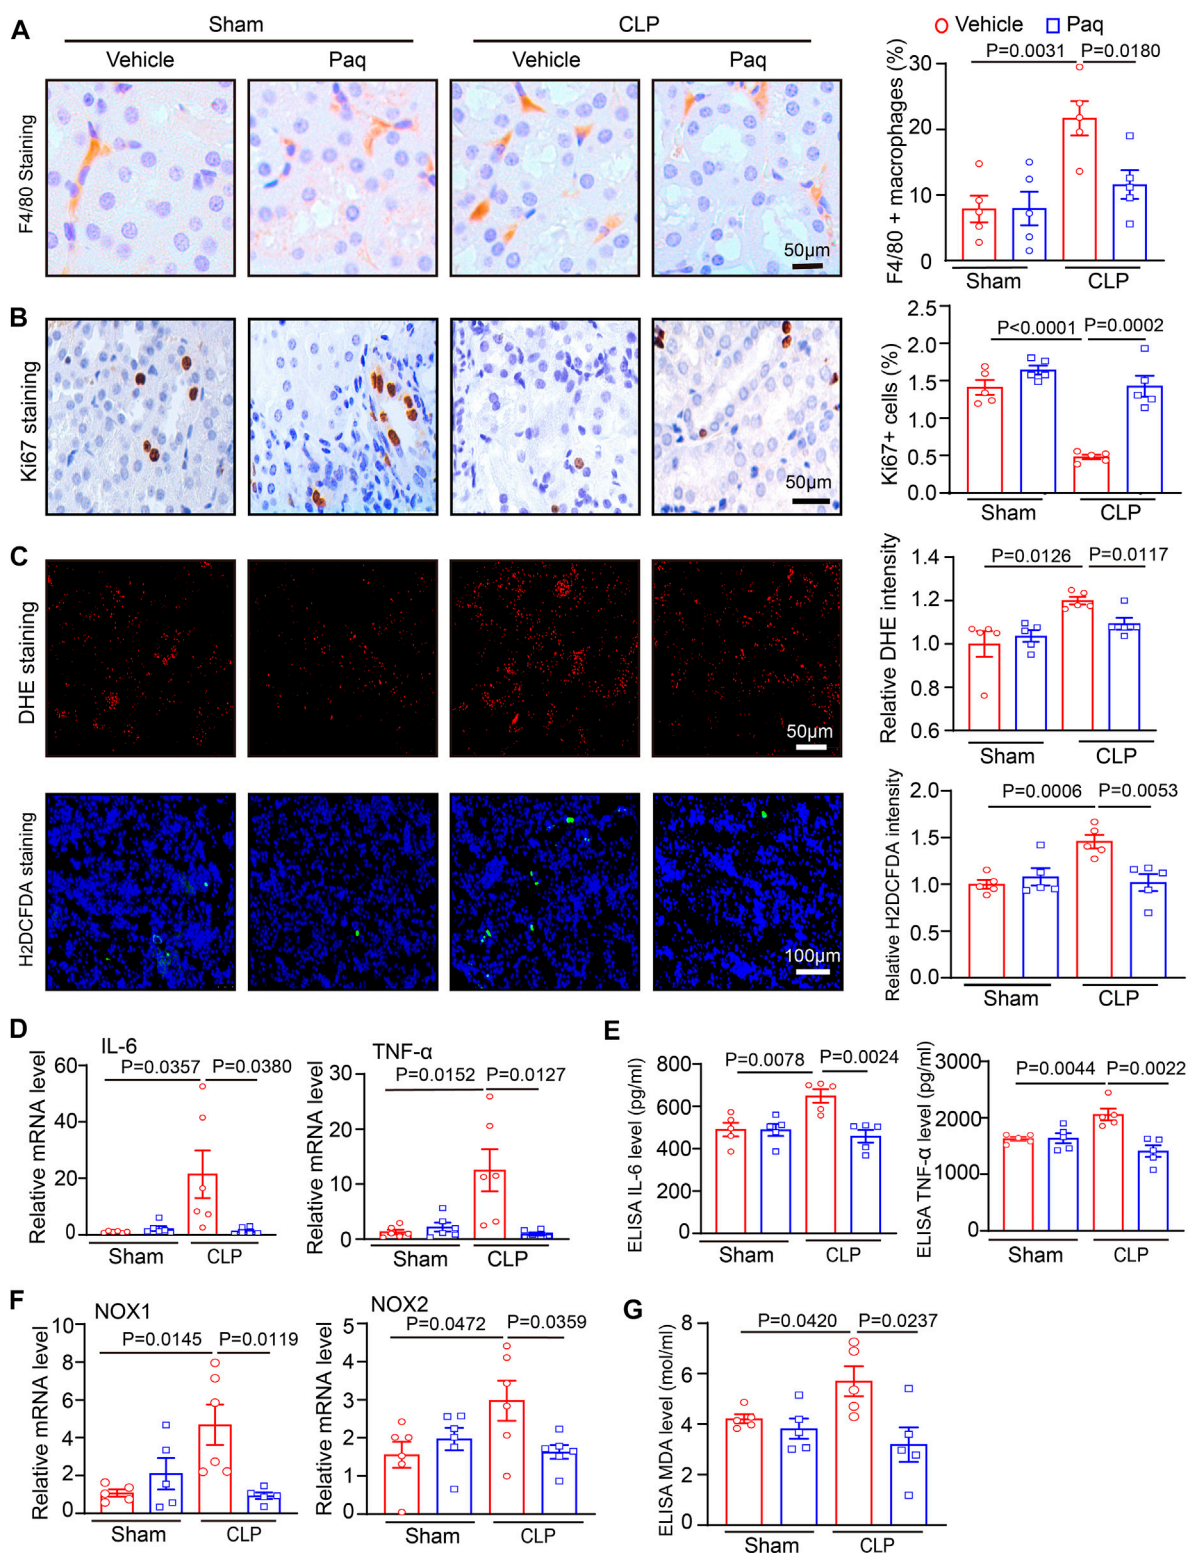 A
Sham
CLP
Vehicle
Paq
Vehicle
Paq
F4/80 Staining
50μm
Vehicle
Paq
P=0.0031
P=0.0180
F4/80 + macrophages (%)
30
20
10
0
Sham
CLP
B
Ki67 staining
50μm
P<0.0001
P=0.0002
Ki67+ cells (%)
2.5
2.0
1.5
1.0
0.5
0.0
Sham
CLP
C
DHE staining
50μm
P=0.0126
P=0.0117
Relative DHE intensity
1.4
1.2
1.0
0.8
0.6
Sham
CLP
H2DCFDA staining
100μm
P=0.0006
P=0.0053
Relative H2DCFDA intensity
2.0
1.5
1.0
0.5
0.0
Sham
CLP
D
IL-6
P=0.0357
P=0.0380
Relative mRNA level
60
40
20
0
Sham
CLP
TNF-α
P=0.0152
P=0.0127
Relative mRNA level
30
20
10
0
Sham
CLP
E
P=0.0078
P=0.0024
ELISA IL-6 level (pg/ml)
800
600
400
200
0
Sham
CLP
P=0.0044
P=0.0022
ELISA TNF-α level (pg/ml)
3000
2000
1000
0
Sham
CLP
F
NOX1
P=0.0145
P=0.0119
Relative mRNA level
10
8
6
4
2
0
Sham
CLP
NOX2
P=0.0472
P=0.0359
Relative mRNA level
5
4
3
2
1
0
Sham
CLP
G
P=0.0420
P=0.0237
ELISA MDA level (mol/ml)
8
6
4
2
0
Sham
CLP